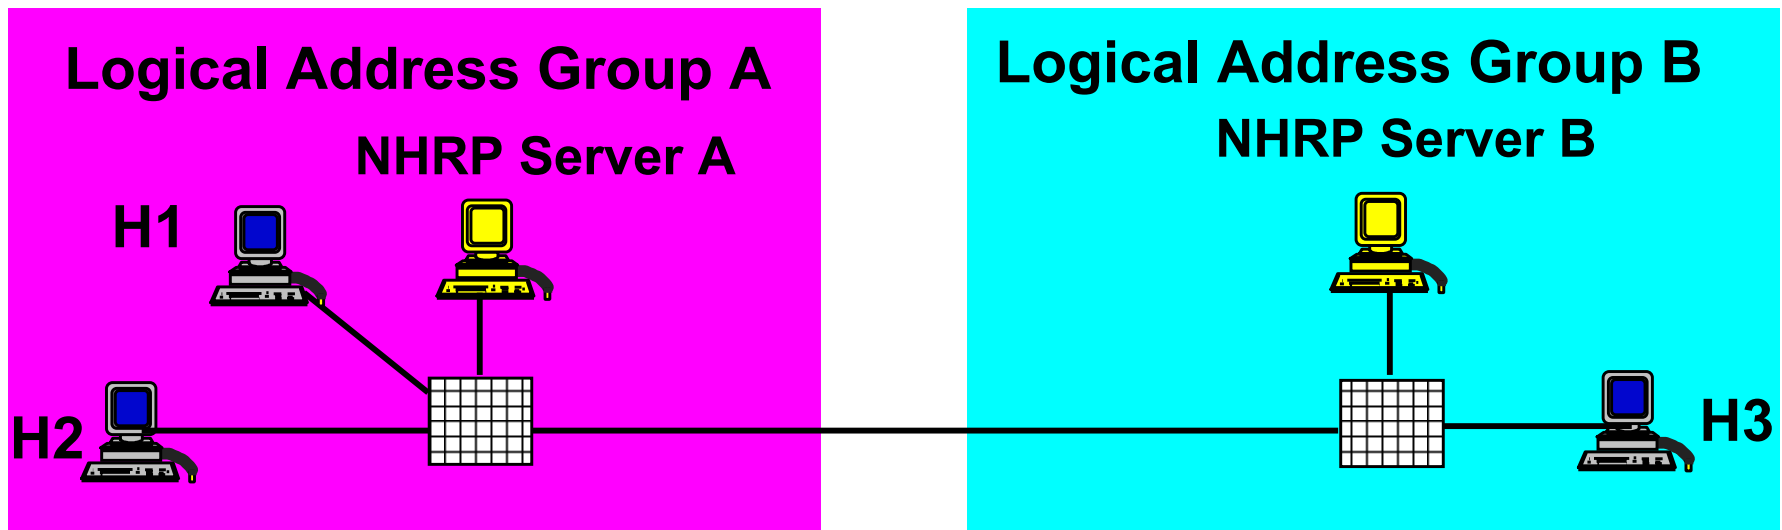 Logical Address Group A
NHRP Server A
H1
H2
Logical Address Group B
NHRP Server B
H3